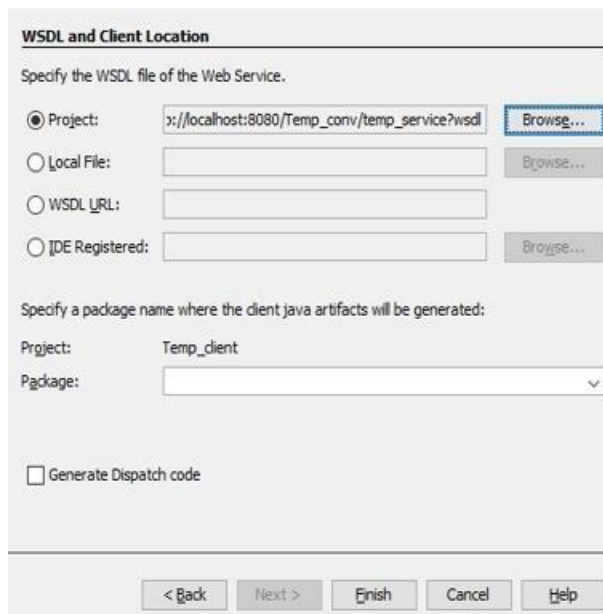 WSDL and Client Location
Specify the WSDL file of the Web Service.
Project: ://localhost:8080/Temp_conv/temp_service?wsdl Browse...
Local File: Browse...
WSDL URL:
IDE Registered: Browse...
Specify a package name where the client java artifacts will be generated:
Project: Temp_client
Package:
Generate Dispatch code
< Back Next > Finish Cancel Help